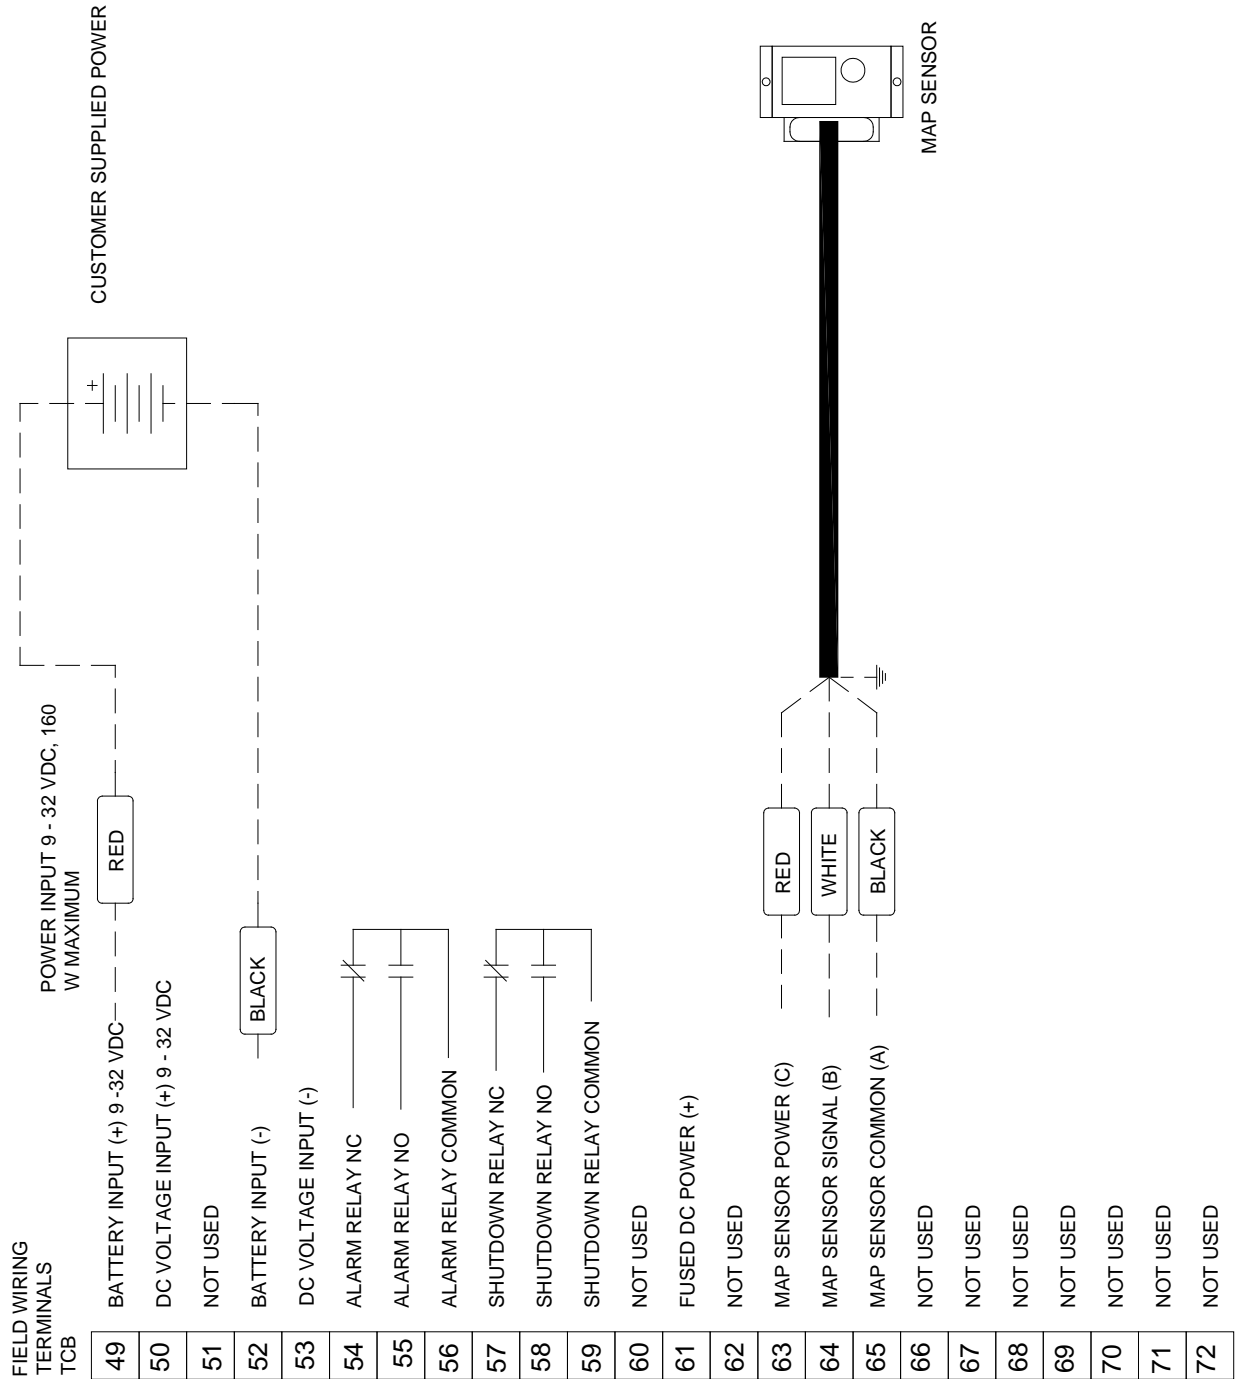 FIELD WIRING
TERMINALS
TCB
49 BATTERY INPUT (+) 9 -32 VDC
50 DC VOLTAGE INPUT (+) 9 - 32 VDC
51 NOT USED
52 BATTERY INPUT (-)
53 DC VOLTAGE INPUT (-)
54 ALARM RELAY NC
55 ALARM RELAY NO
56 ALARM RELAY COMMON
57 SHUTDOWN RELAY NC
58 SHUTDOWN RELAY NO
59 SHUTDOWN RELAY COMMON
60 NOT USED
61 FUSED DC POWER (+)
62 NOT USED
63 MAP SENSOR POWER (C)
64 MAP SENSOR SIGNAL (B)
65 MAP SENSOR COMMON (A)
66 NOT USED
67 NOT USED
68 NOT USED
69 NOT USED
70 NOT USED
71 NOT USED
72 NOT USED
POWER INPUT 9 - 32 VDC, 160
W MAXIMUM
RED
BLACK
+
CUSTOMER SUPPLIED POWER
RED
WHITE
BLACK
MAP SENSOR